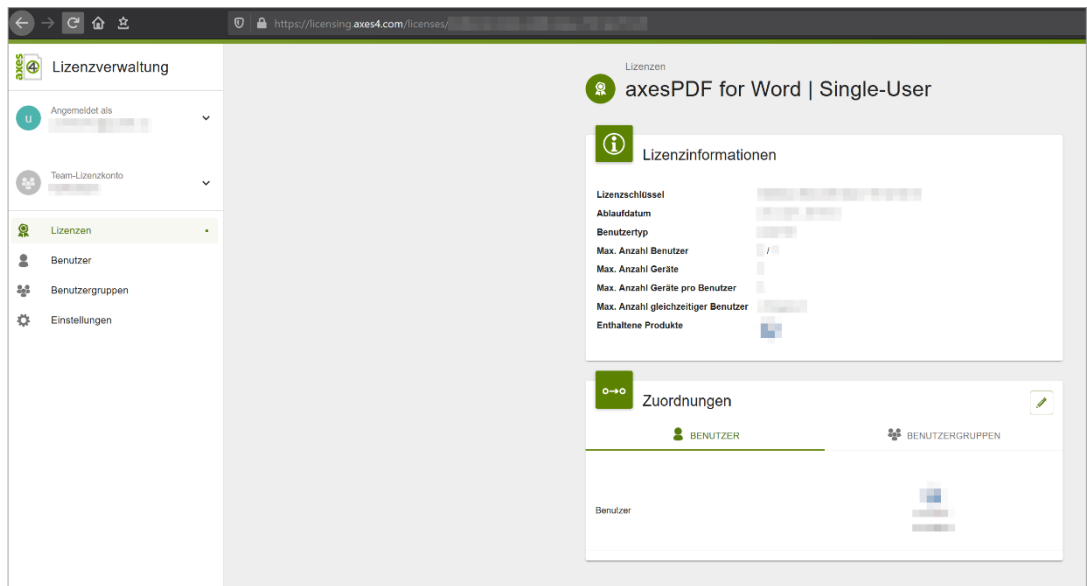 https://licensing.axes4.com/licenses/
axes4
Lizenzverwaltung
u
Angemeldet als
Team-Lizenzkonto
Lizenzen
Benutzer
Benutzergruppen
Einstellungen
Lizenzen
axesPDF for Word | Single-User
Lizenzinformationen
Lizenzschlüssel
Ablaufdatum
Benutzertyp
Max. Anzahl Benutzer /
Max. Anzahl Geräte
Max. Anzahl Geräte pro Benutzer
Max. Anzahl gleichzeitiger Benutzer
Enthaltene Produkte
Zuordnungen
BENUTZER
BENUTZERGRUPPEN
Benutzer